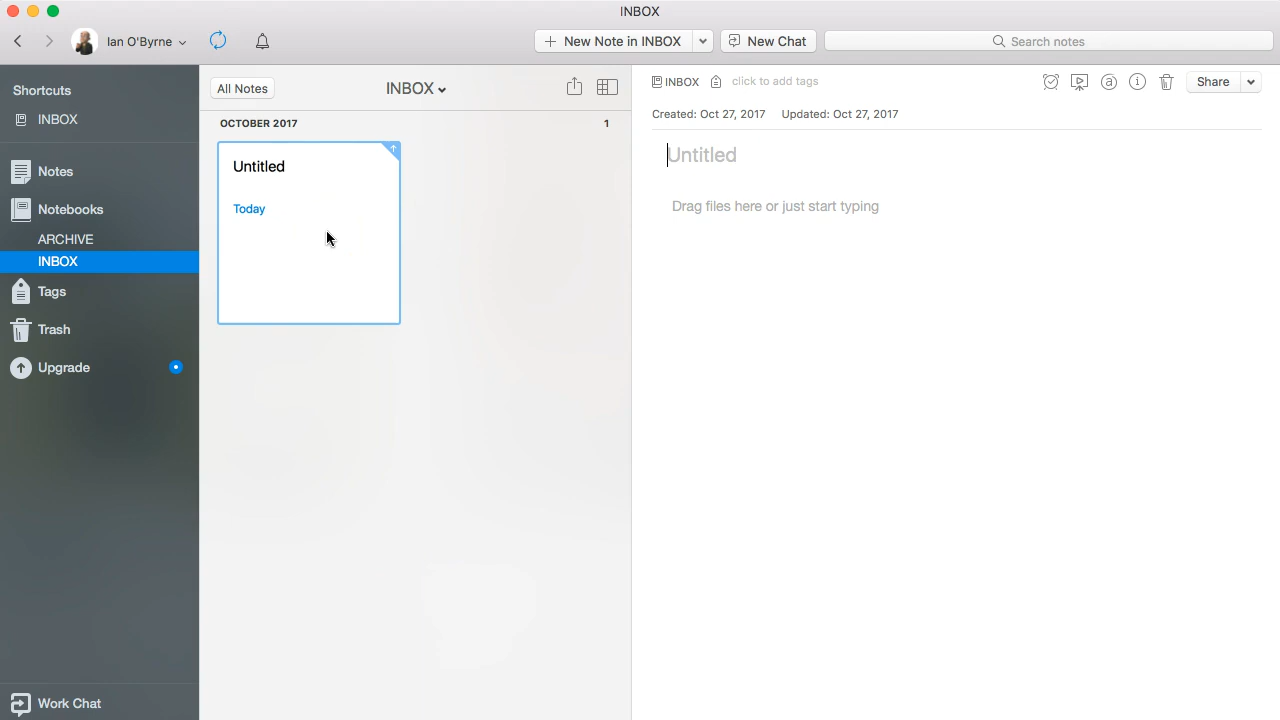 INBOX
Ian O'Byrne
New Note in INBOX
New Chat
Search notes
Shortcuts
INBOX
Notes
Notebooks
ARCHIVE
INBOX
Tags
Trash
Upgrade
Work Chat
All Notes
INBOX
OCTOBER 2017 1
Untitled
Today
INBOX
click to add tags
Share
Created: Oct 27, 2017 Updated: Oct 27, 2017
Untitled
Drag files here or just start typing